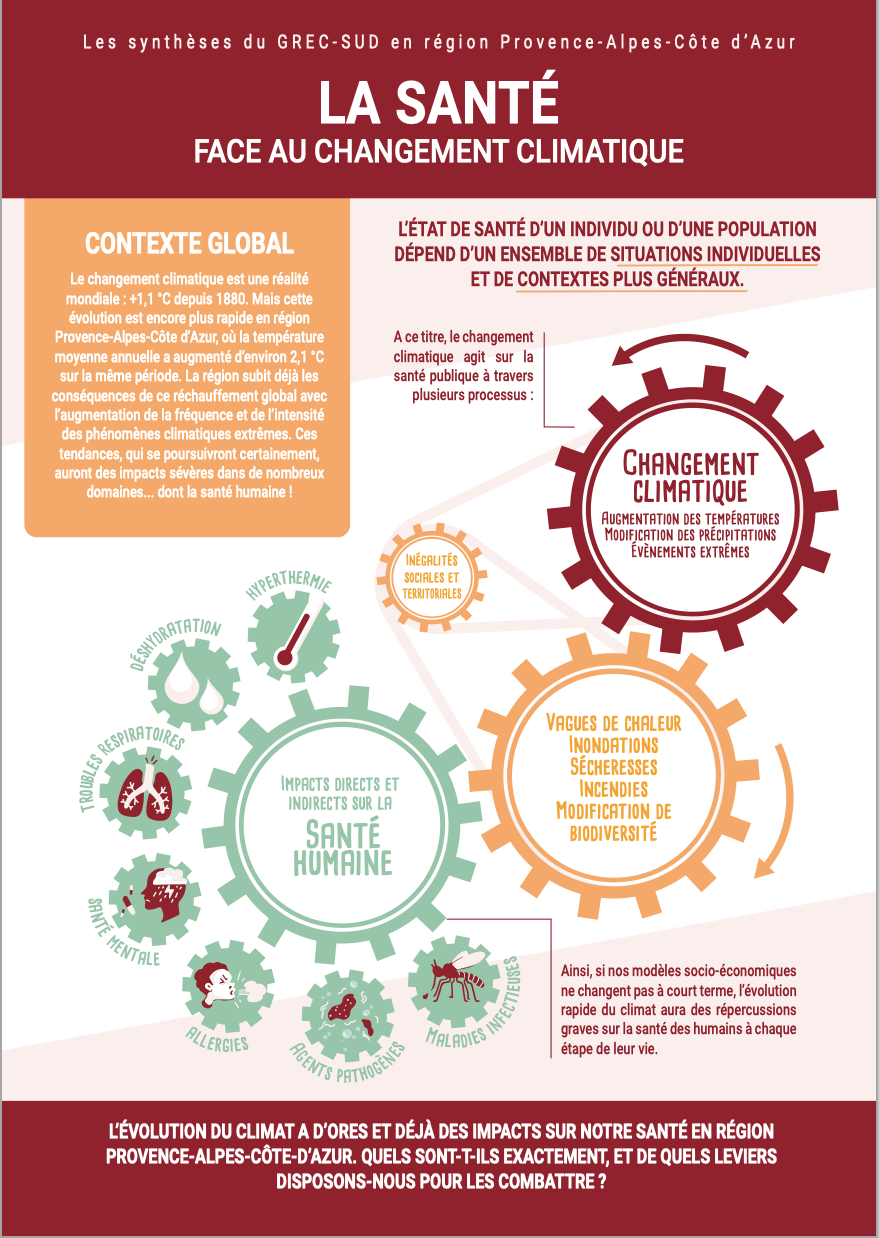 Les synthèses du GREC-SUD en région Provence-Alpes-Côte d'Azur
LA SANTÉ
FACE AU CHANGEMENT CLIMATIQUE
CONTEXTE GLOBAL
Le changement climatique est une réalité
mondiale : +1,1 °C depuis 1880. Mais cette
évolution est encore plus rapide en région
Provence-Alpes-Côte d'Azur, où la température
moyenne annuelle a augmenté d'environ 2,1 °C
sur la même période. La région subit déjà les
conséquences de ce réchauffement global avec
l'augmentation de la fréquence et de l'intensité
des phénomènes climatiques extrêmes. Ces
tendances, qui se poursuivront certainement,
auront des impacts sévères dans de nombreux
domaines... dont la santé humaine !
L'ÉTAT DE SANTÉ D'UN INDIVIDU OU D'UNE POPULATION
DÉPEND D'UN ENSEMBLE DE SITUATIONS INDIVIDUELLES
ET DE CONTEXTES PLUS GÉNÉRAUX.
A ce titre, le changement
climatique agit sur la
santé publique à travers
plusieurs processus :
CHANGEMENT
CLIMATIQUE
AUGMENTATION DES TEMPÉRATURES
MODIFICATION DES PRÉCIPITATIONS
ÉVÈNEMENTS EXTRÊMES
INÉGALITÉS
SOCIALES ET
TERRITORIALES
VAGUES DE CHALEUR
INONDATIONS
SÉCHERESSES
INCENDIES
MODIFICATION DE
BIODIVERSITÉ
IMPACTS DIRECTS ET
INDIRECTS SUR LA
SANTÉ
HUMAINE
HYPERTHERMIE
DÉSHYDRATATION
TROUBLES RESPIRATOIRES
SANTÉ MENTALE
ALLERGIES
AGENTS PATHOGÈNES
MALADIES INFECTIEUSES
Ainsi, si nos modèles socio-économiques
ne changent pas à court terme, l'évolution
rapide du climat aura des répercussions
graves sur la santé des humains à chaque
étape de leur vie.
L'ÉVOLUTION DU CLIMAT A D'ORES ET DÉJÀ DES IMPACTS SUR NOTRE SANTÉ EN RÉGION
PROVENCE-ALPES-CÔTE-D'AZUR. QUELS SONT-T-ILS EXACTEMENT, ET DE QUELS LEVIERS
DISPOSONS-NOUS POUR LES COMBATTRE ?